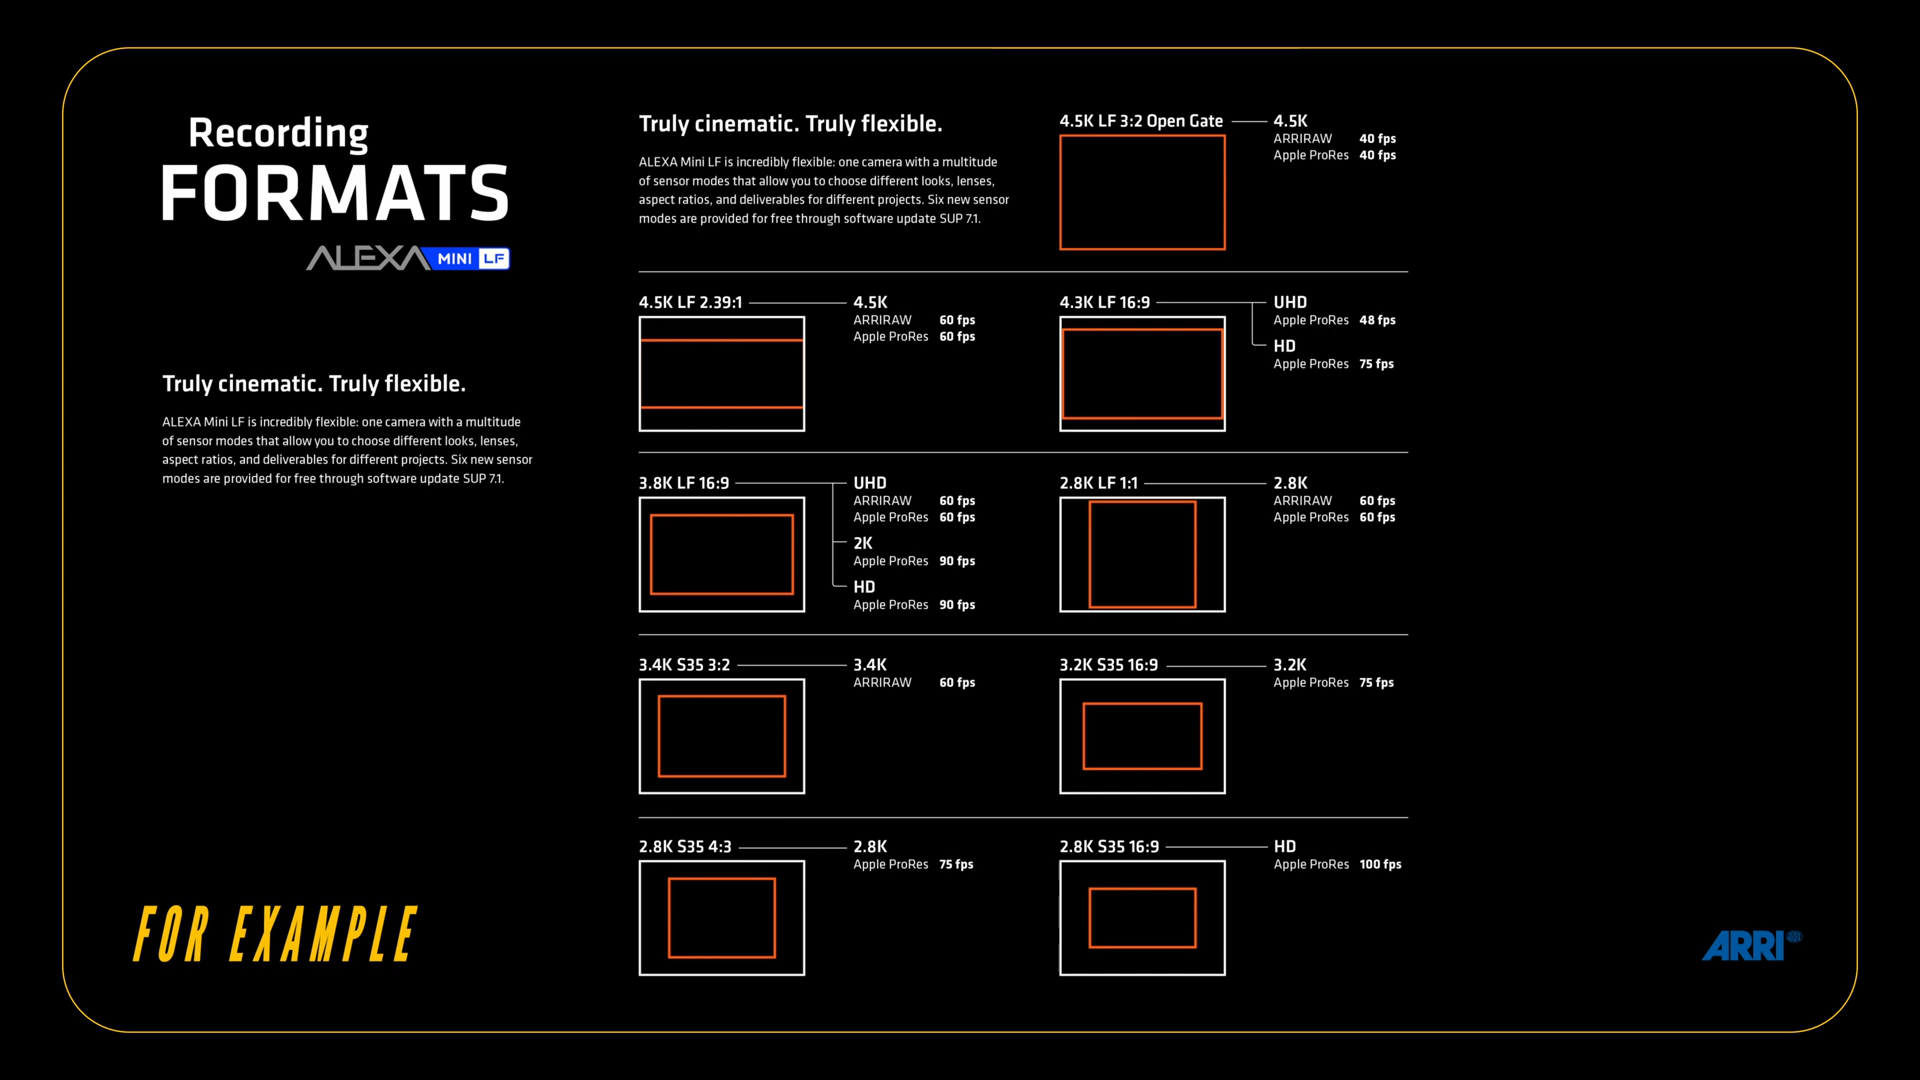 Recording
FORMATS
ALEXA MINI LF
Truly cinematic. Truly flexible.
ALEXA Mini LF is incredibly flexible: one camera with a multitude
of sensor modes that allow you to choose different looks, lenses,
aspect ratios, and deliverables for different projects. Six new sensor
modes are provided for free through software update SUP 7.1.
FOR EXAMPLE
Truly cinematic. Truly flexible.
ALEXA Mini LF is incredibly flexible: one camera with a multitude
of sensor modes that allow you to choose different looks, lenses,
aspect ratios, and deliverables for different projects. Six new sensor
modes are provided for free through software update SUP 7.1.
4.5K LF 3:2 Open Gate 4.5K
ARRIRAW 40 fps
Apple ProRes 40 fps
4.5K LF 2.39:1 4.5K
ARRIRAW 60 fps
Apple ProRes 60 fps
4.3K LF 16:9 UHD
Apple ProRes 48 fps
HD
Apple ProRes 75 fps
3.8K LF 16:9 UHD
ARRIRAW 60 fps
Apple ProRes 60 fps
2K
Apple ProRes 90 fps
HD
Apple ProRes 90 fps
2.8K LF 1:1 2.8K
ARRIRAW 60 fps
Apple ProRes 60 fps
3.4K S35 3:2 3.4K
ARRIRAW 60 fps
3.2K S35 16:9 3.2K
Apple ProRes 75 fps
2.8K S35 4:3 2.8K
Apple ProRes 75 fps
2.8K S35 16:9 HD
Apple ProRes 100 fps
ARRI